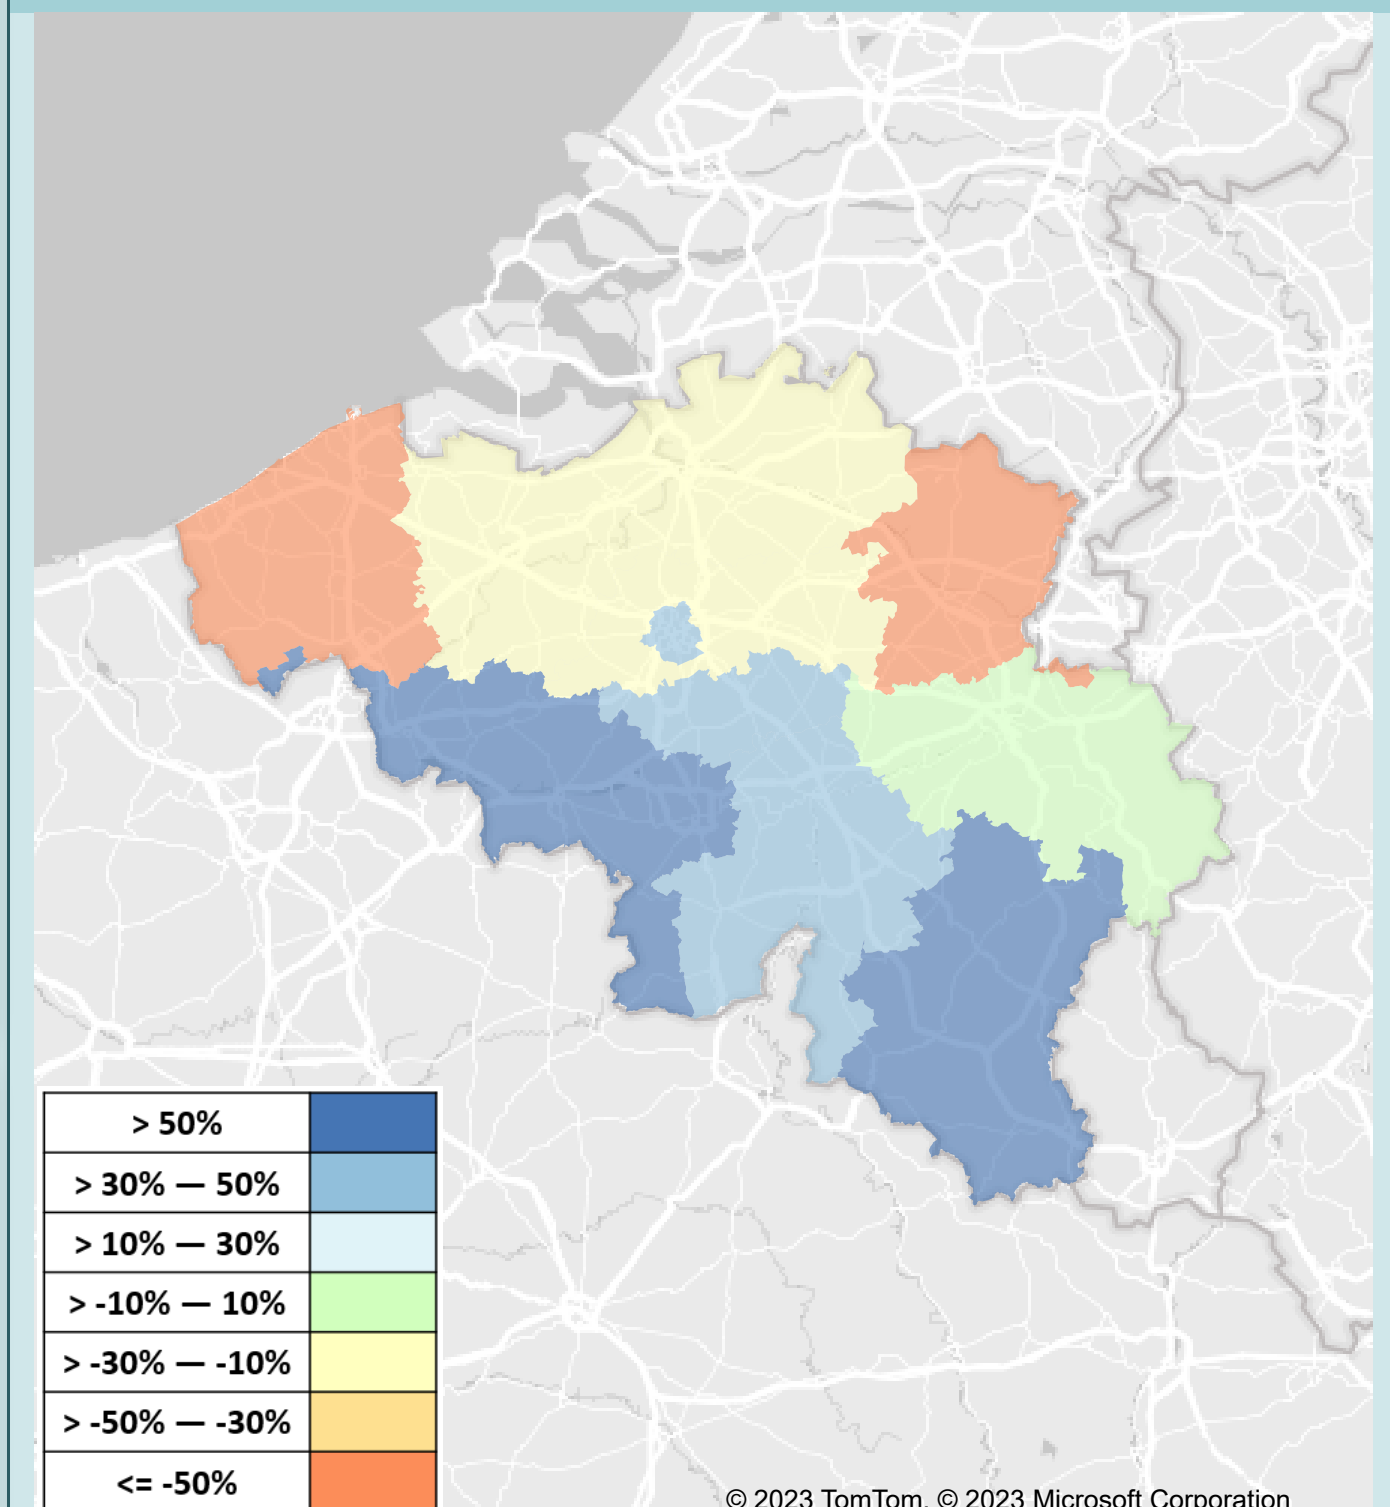 > 50%
> 30% — 50%
> 10% — 30%
> -10% — 10%
> -30% — -10%
> -50% — -30%
<= -50%
© 2023 TomTom, © 2023 Microsoft Corporation